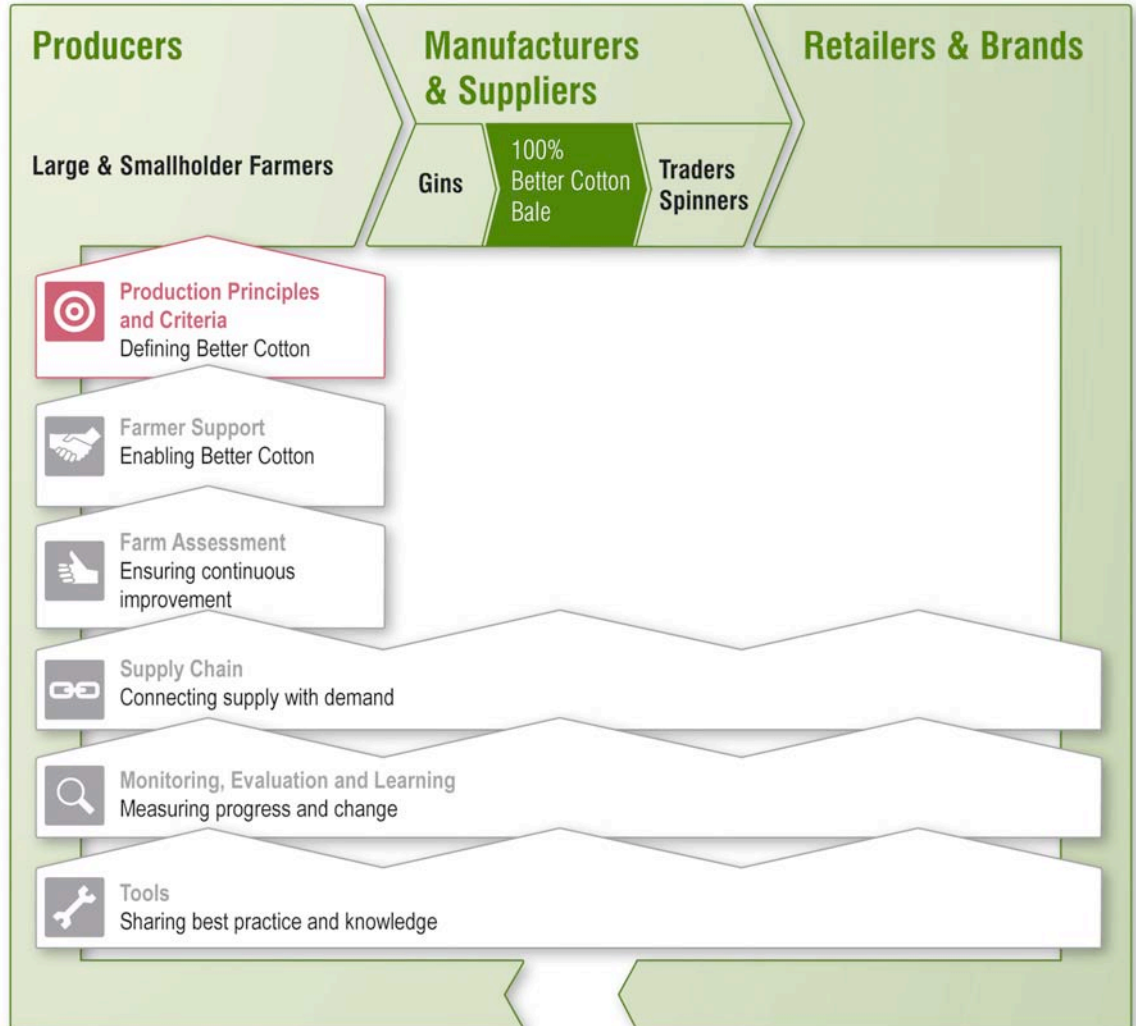 Producers
Manufacturers
& Suppliers
Retailers & Brands
Large & Smallholder Farmers
Gins
100%
Better Cotton
Bale
Traders
Spinners
Production Principles
and Criteria
Defining Better Cotton
Farmer Support
Enabling Better Cotton
Farm Assessment
Ensuring continuous
improvement
Supply Chain
Connecting supply with demand
Monitoring, Evaluation and Learning
Measuring progress and change
Tools
Sharing best practice and knowledge